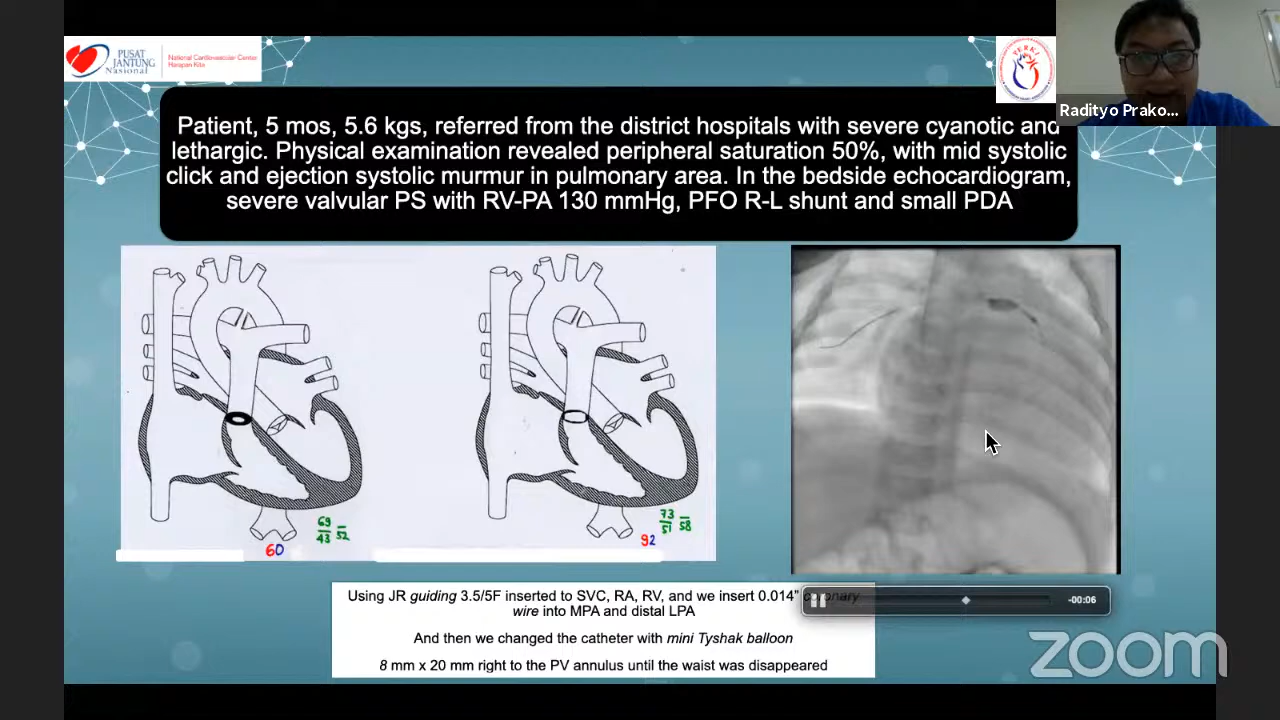 PUSAT
JANTUNG
Nasional
National Cardiovascular Center
Harapan Kita
PERKI
Radityo Prako...
Patient, 5 mos, 5.6 kgs, referred from the district hospitals with severe cyanotic and
lethargic. Physical examination revealed peripheral saturation 50%, with mid systolic
click and ejection systolic murmur in pulmonary area. In the bedside echocardiogram,
severe valvular PS with RV-PA 130 mmHg, PFO R-L shunt and small PDA
69
43
52
60
73
51
58
92
Using JR guiding 3.5/5F inserted to SVC, RA, RV, and we insert 0.014” coronary
wire into MPA and distal LPA
And then we changed the catheter with mini Tyshak balloon
8 mm x 20 mm right to the PV annulus until the waist was disappeared
-00:06
zoom